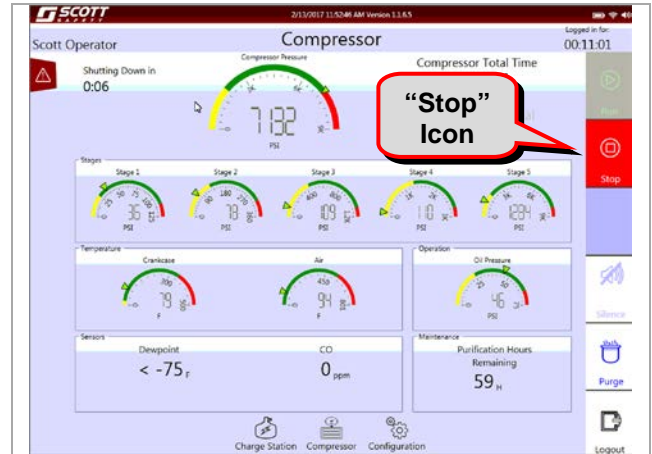 SCOTT
SAFETY
2/13/2017 11:52:46 AM Version 1.1.6.5
Scott Operator
Compressor
Logged in for:
00:11:01
Shutting Down in
0:06
Compressor Pressure
7182
PSI
Compressor Total Time
“Stop”
Icon
Stop
Stages
Stage 1
Stage 2
Stage 3
Stage 4
Stage 5
36
78
109
PSI
PSI
PSI
PSI
PSI
Temperature
Crankcase
79
F
Air
94
F
Operation
Oil Pressure
46
PSI
Silence
Sensors
Dewpoint
< -75 F
CO
0 ppm
Maintenance
Purification Hours
Remaining
59 H
Purge
Charge Station
Compressor
Configuration
Logout